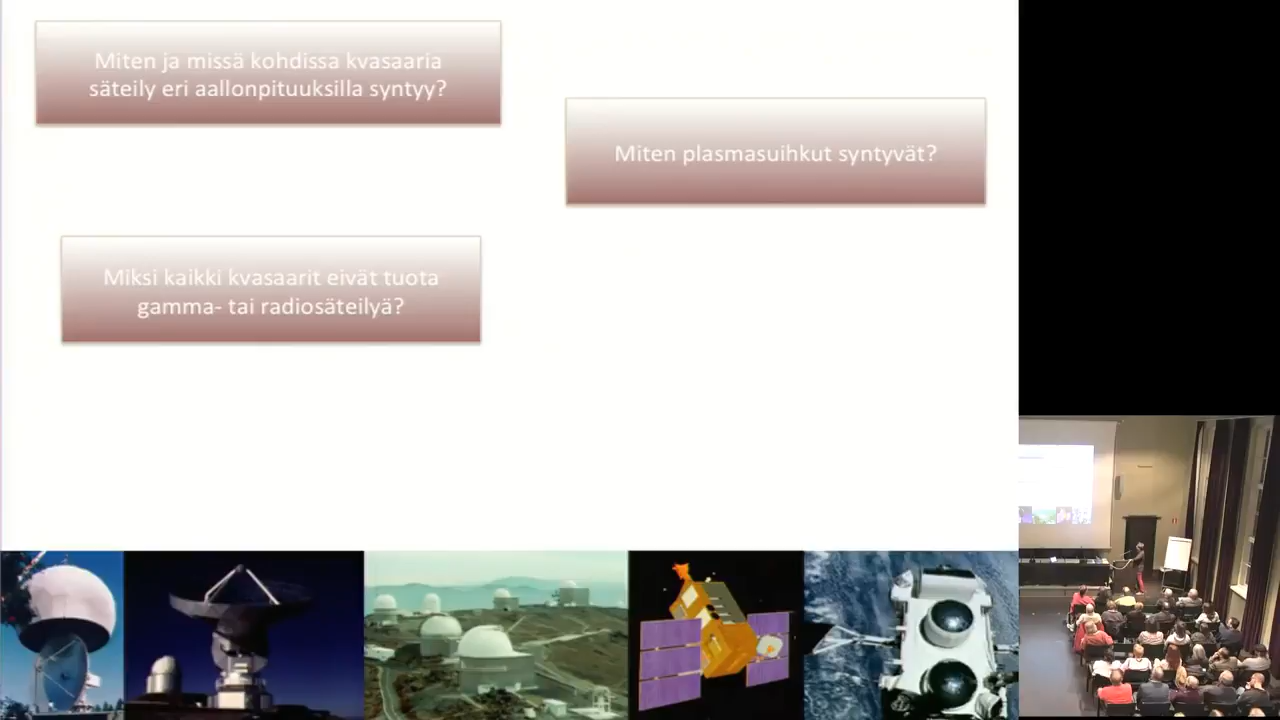 Miten ja missä kohdissa kvasaaria
säteily eri aallonpituuksilla syntyy?
Miten plasmasuihkut syntyvät?
Miksi kaikki kvasaarit eivät tuota
gamma- tai radiosäteilyä?